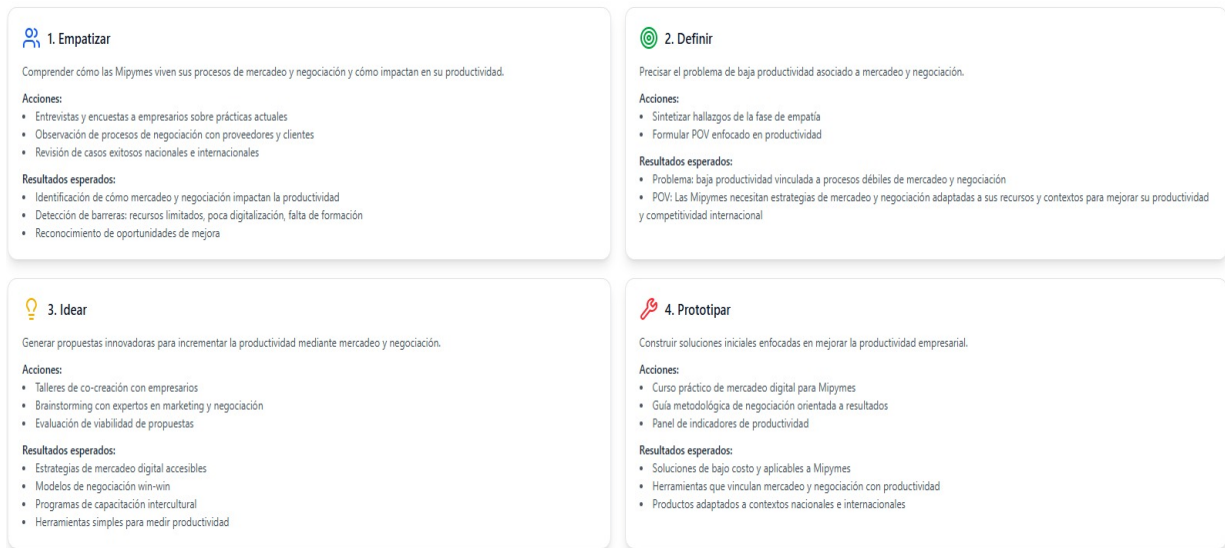 1. Empatizar
Comprender cómo las Mipymes viven sus procesos de mercadeo y negociación y cómo impactan en su productividad.
Acciones:
• Entrevistas y encuestas a empresarios sobre prácticas actuales
• Observación de procesos de negociación con proveedores y clientes
• Revisión de casos exitosos nacionales e internacionales
Resultados esperados:
• Identificación de cómo mercadeo y negociación impactan la productividad
• Detección de barreras: recursos limitados, poca digitalización, falta de formación
• Reconocimiento de oportunidades de mejora
2. Definir
Precisar el problema de baja productividad asociado a mercadeo y negociación.
Acciones:
• Sintetizar hallazgos de la fase de empatía
• Formular POV enfocado en productividad
Resultados esperados:
• Problema: baja productividad vinculada a procesos débiles de mercadeo y negociación
• POV: Las Mipymes necesitan estrategias de mercadeo y negociación adaptadas a sus recursos y contextos para mejorar su productividad
y competitividad internacional
3. Idear
Generar propuestas innovadoras para incrementar la productividad mediante mercadeo y negociación.
Acciones:
• Talleres de co-creación con empresarios
• Brainstorming con expertos en marketing y negociación
• Evaluación de viabilidad de propuestas
Resultados esperados:
• Estrategias de mercadeo digital accesibles
• Modelos de negociación win-win
• Programas de capacitación intercultural
• Herramientas simples para medir productividad
4. Prototipar
Construir soluciones iniciales enfocadas en mejorar la productividad empresarial.
Acciones:
• Curso práctico de mercadeo digital para Mipymes
• Guía metodológica de negociación orientada a resultados
• Panel de indicadores de productividad
Resultados esperados:
• Soluciones de bajo costo y aplicables a Mipymes
• Herramientas que vinculan mercadeo y negociación con productividad
• Productos adaptados a contextos nacionales e internacionales